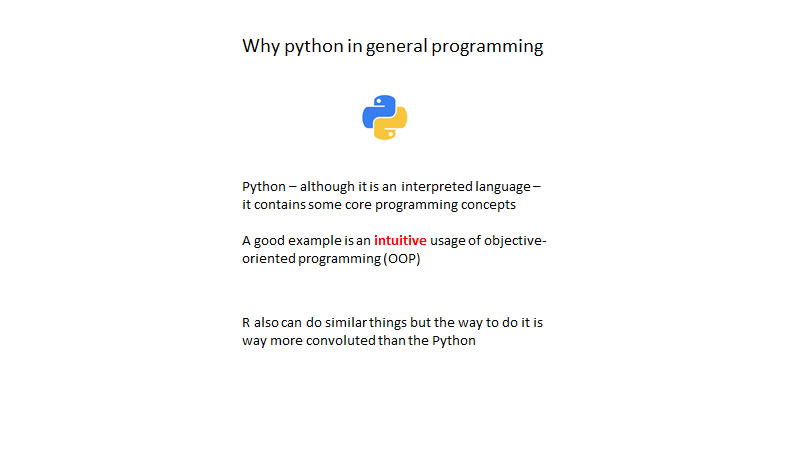 Why python in general programming
Python – although it is an interpreted language –
it contains some core programming concepts
A good example is an intuitive usage of objective-
oriented programming (OOP)
R also can do similar things but the way to do it is
way more convoluted than the Python